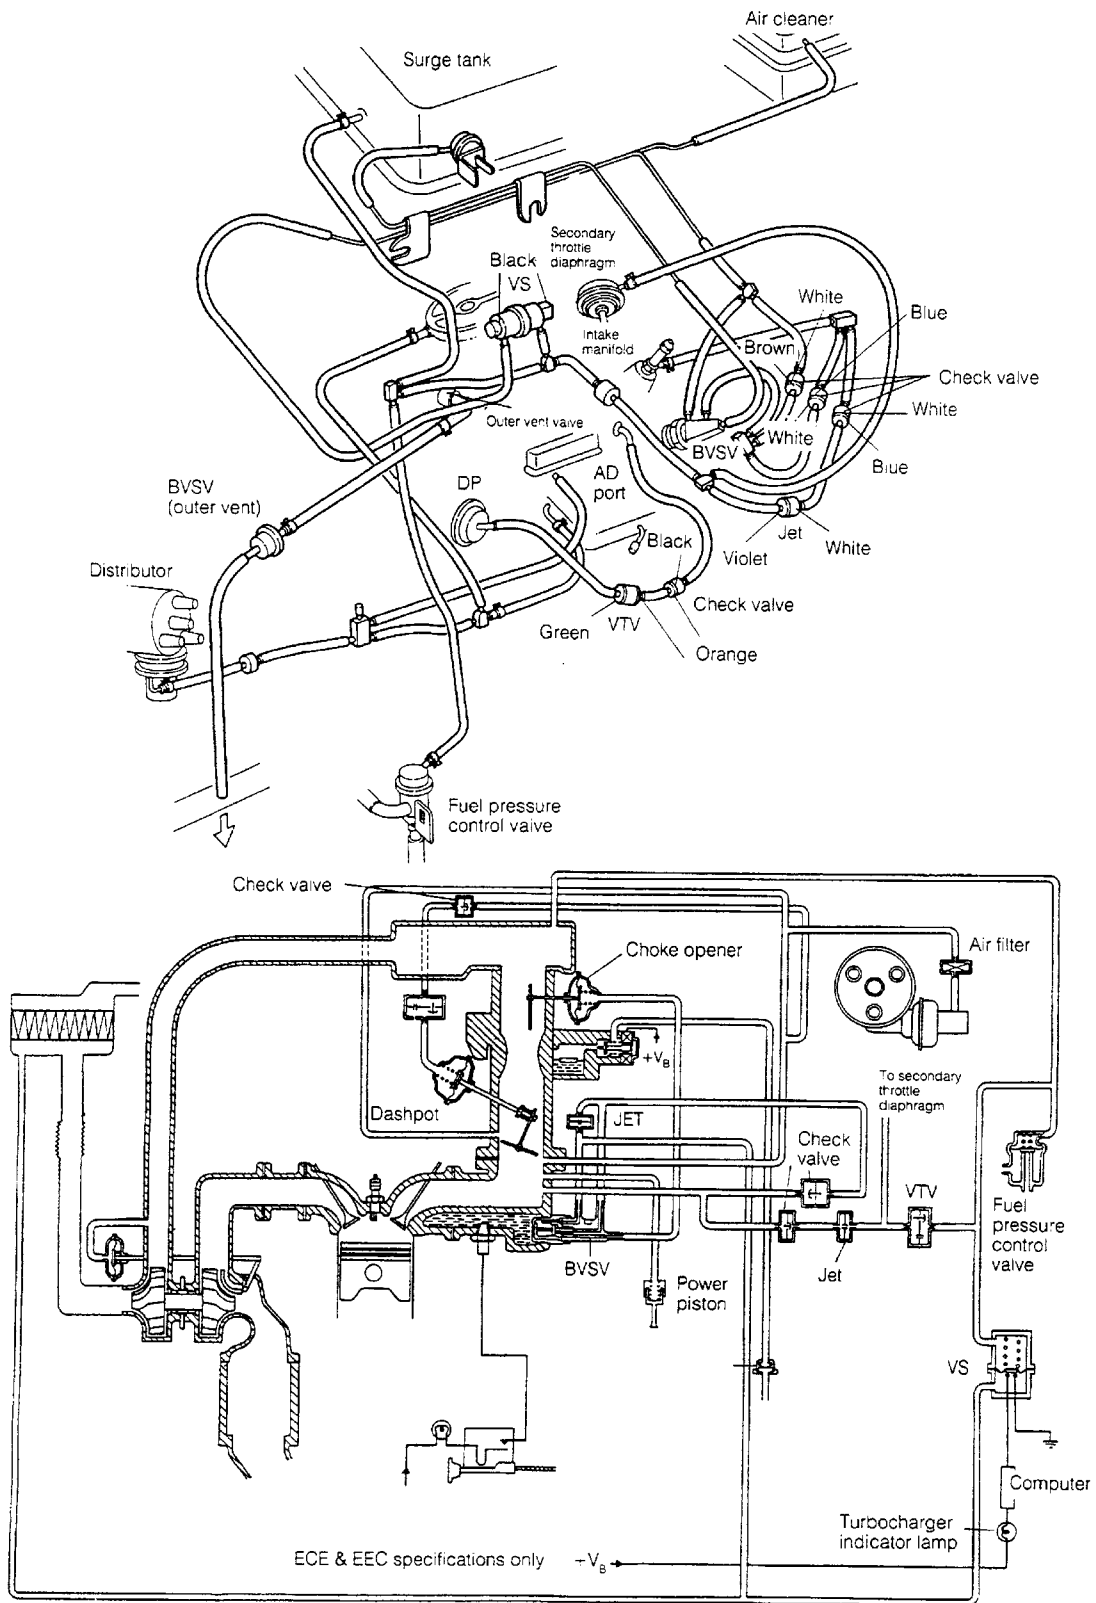 Air cleaner
Surge tank
Secondary
throttle
diaphragm
Black
VS
White
Blue
Intake
manifold
Brown
Check valve
White
Outer vent valve
White
BVSV
Blue
BVSV
(outer vent)
DP
AD
port
Jet
Black
Violet
White
Distributor
Check valve
Green
VTV
Orange
Fuel pressure
control valve
Check valve
Choke opener
Air filter
+VB
To secondary
throttle
diaphragm
Dashpot
JET
Check
valve
VTV
Fuel
pressure
control
valve
BVSV
Jet
Power
piston
VS
Computer
Turbocharger
indicator lamp
ECE & EEC specifications only +VB